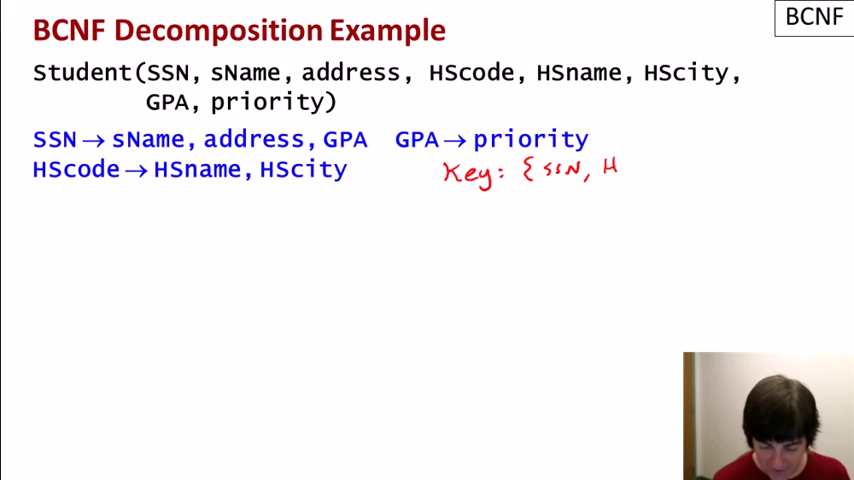 BCNF Decomposition Example
BCNF
Student(SSN, sName, address, HScode, HSname, HScity,
GPA, priority)
SSN → sName, address, GPA GPA → priority
HScode → HSname, HScity
Key: { SSN, H